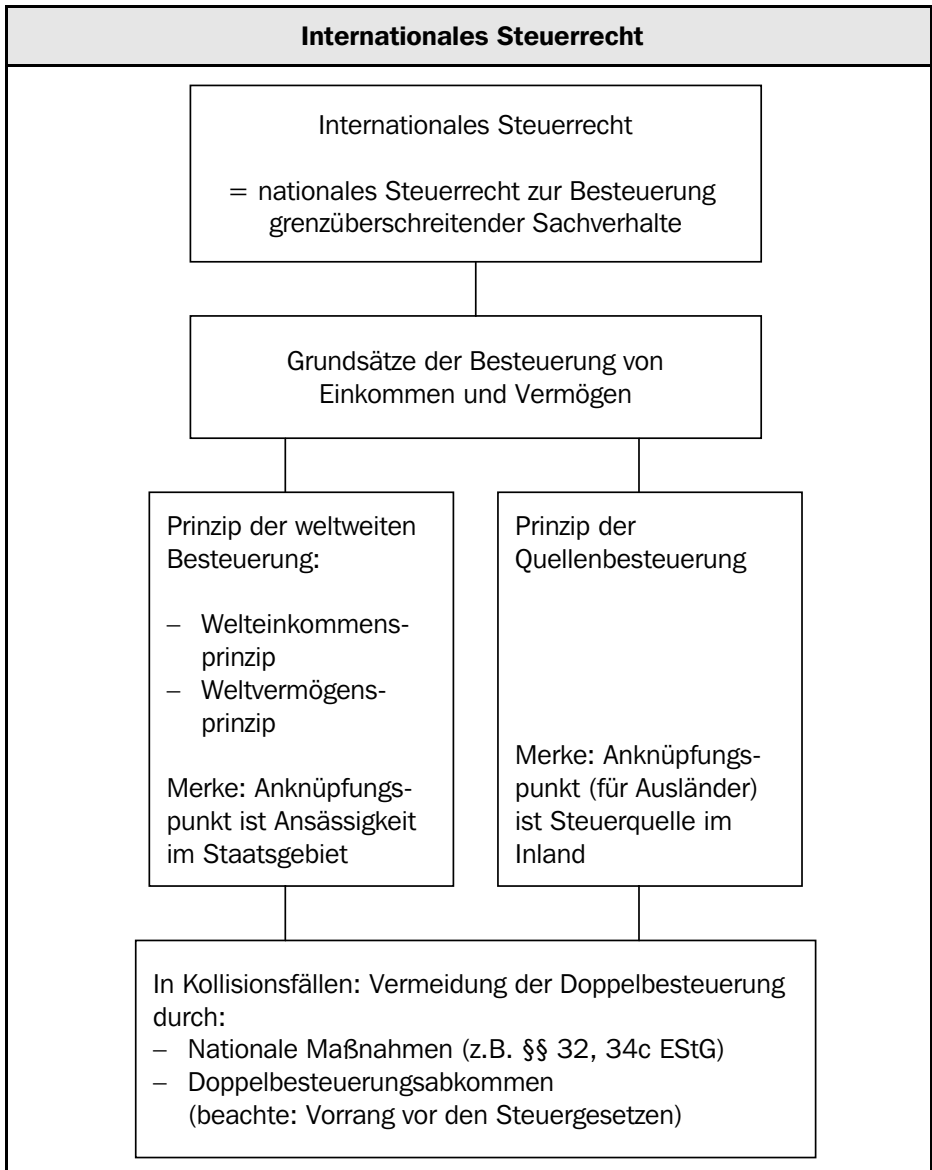 Internationales Steuerrecht
Internationales Steuerrecht
= nationales Steuerrecht zur Besteuerung
grenzüberschreitender Sachverhalte
Grundsätze der Besteuerung von
Einkommen und Vermögen
Prinzip der weltweiten
Besteuerung:
– Welteinkommens-
prinzip
– Weltvermögens-
prinzip
Merke: Anknüpfungs-
punkt ist Ansässigkeit
im Staatsgebiet
Prinzip der
Quellenbesteuerung
Merke: Anknüpfungs-
punkt (für Ausländer)
ist Steuerquelle im
Inland
In Kollisionsfällen: Vermeidung der Doppelbesteuerung
durch:
– Nationale Maßnahmen (z.B. §§ 32, 34c EStG)
– Doppelbesteuerungsabkommen
(beachte: Vorrang vor den Steuergesetzen)